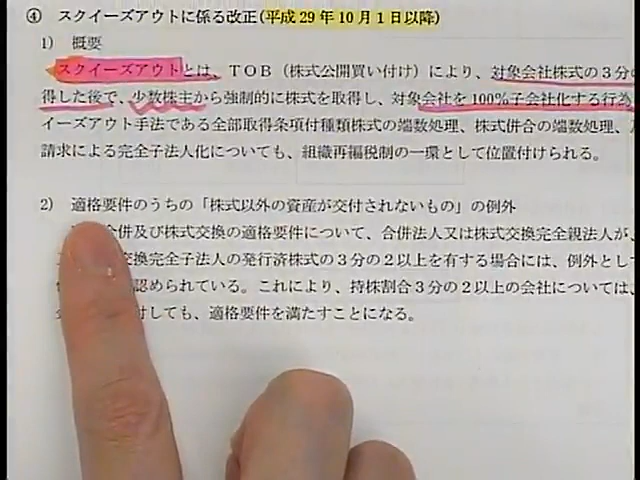 ④ スクイーズアウトに係る改正(平成29年10月1日以降)
1) 概要
スクイーズアウトとは、TOB(株式公開買い付け)により、対象会社株式の3分の
得した後で、少数株主から強制的に株式を取得し、対象会社を100%子会社化する行為
イーズアウト手法である全部取得条項付種類株式の端数処理、株式併合の端数処理、
請求による完全子法人化についても、組織再編税制の一環として位置付けられる。
2) 適格要件のうちの「株式以外の資産が交付されないもの」の例外
合併及び株式交換の適格要件について、合併法人又は株式交換完全親法人が、
交換完全子法人の発行済株式の3分の2以上を有する場合には、例外とし
認められている。これにより、持株割合3分の2以上の会社については、
付しても、適格要件を満たすことになる。